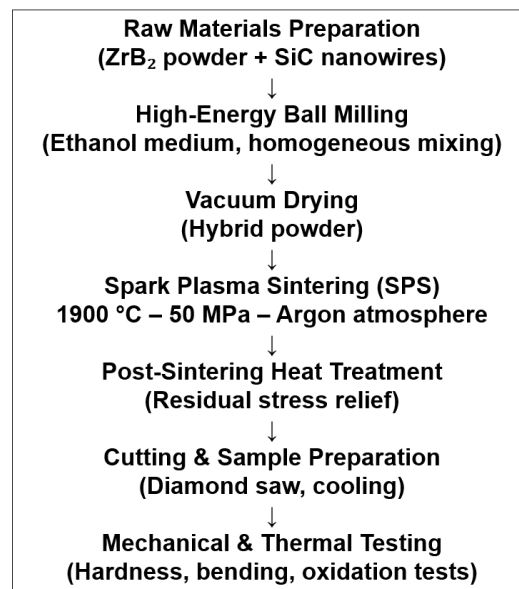 Raw Materials Preparation
(ZrB₂ powder + SiC nanowires)
↓
High-Energy Ball Milling
(Ethanol medium, homogeneous mixing)
↓
Vacuum Drying
(Hybrid powder)
↓
Spark Plasma Sintering (SPS)
1900 °C – 50 MPa – Argon atmosphere
↓
Post-Sintering Heat Treatment
(Residual stress relief)
↓
Cutting & Sample Preparation
(Diamond saw, cooling)
↓
Mechanical & Thermal Testing
(Hardness, bending, oxidation tests)